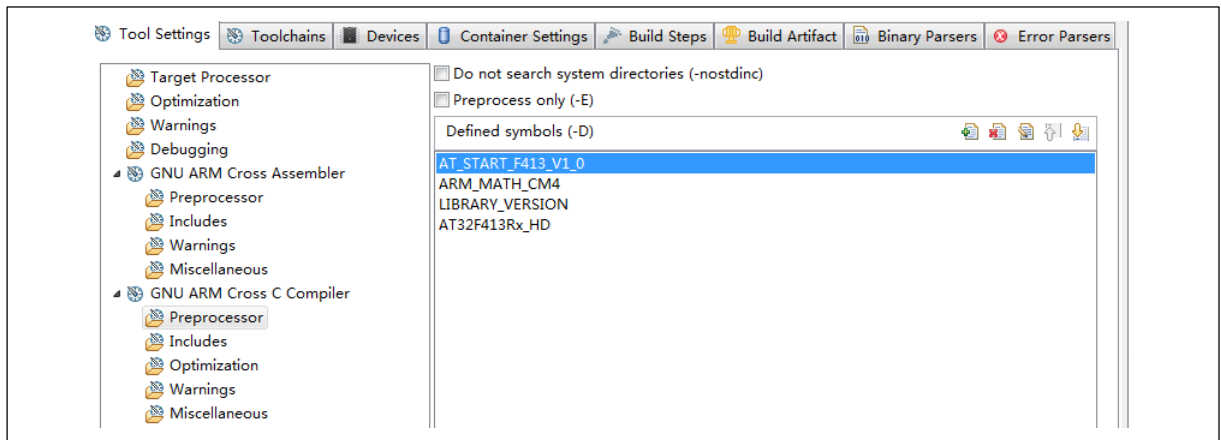 Tool Settings Toolchains Devices Container Settings Build Steps Build Artifact Binary Parsers Error Parsers
Target Processor
Optimization
Warnings
Debugging
GNU ARM Cross Assembler
Preprocessor
Includes
Warnings
Miscellaneous
GNU ARM Cross C Compiler
Preprocessor
Includes
Optimization
Warnings
Miscellaneous
Do not search system directories (-nostdinc)
Preprocess only (-E)
Defined symbols (-D)
AT_START_F413_V1_0
ARM_MATH_CM4
LIBRARY_VERSION
AT32F413Rx_HD